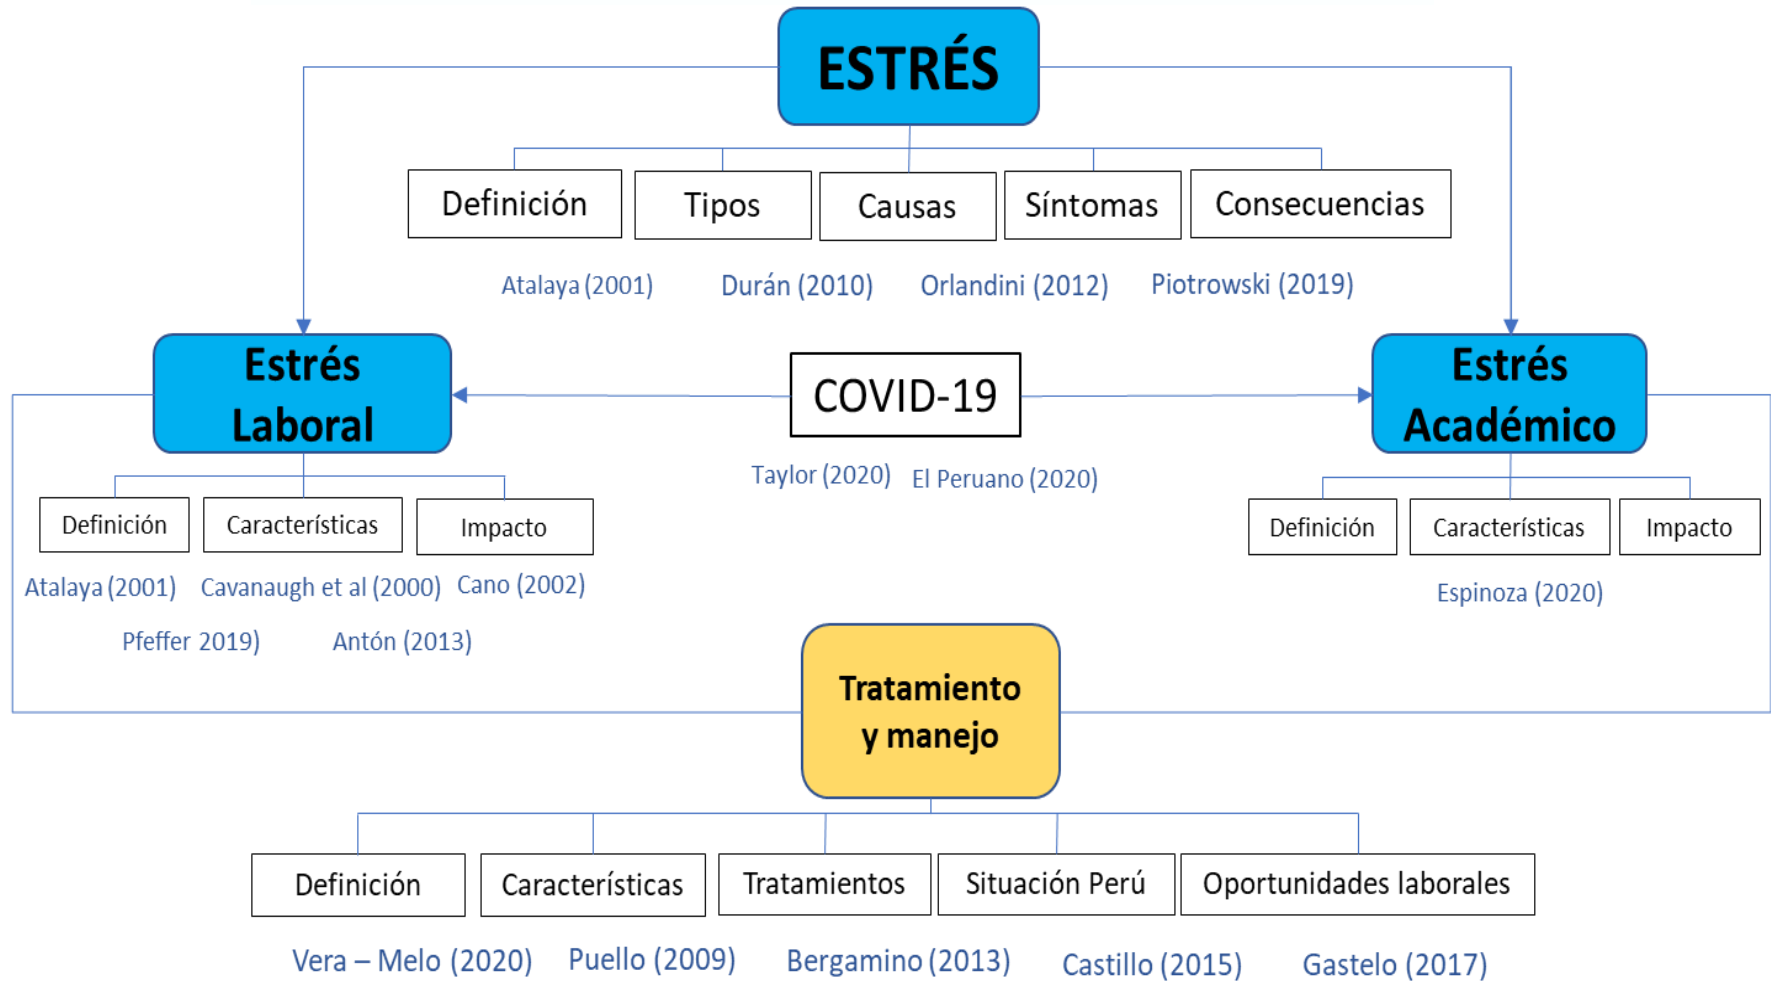 ESTRÉS
Definición
Tipos
Causas
Síntomas
Consecuencias
Atalaya (2001)
Durán (2010)
Orlandini (2012)
Piotrowski (2019)
Estrés
Laboral
COVID-19
Estrés
Académico
Taylor (2020)
El Peruano (2020)
Definición
Características
Impacto
Definición
Características
Impacto
Atalaya (2001)
Cavanaugh et al (2000)
Cano (2002)
Espinoza (2020)
Pfeffer 2019)
Antón (2013)
Tratamiento
y manejo
Definición
Características
Tratamientos
Situación Perú
Oportunidades laborales
Vera – Melo (2020)
Puello (2009)
Bergamino (2013)
Castillo (2015)
Gastelo (2017)